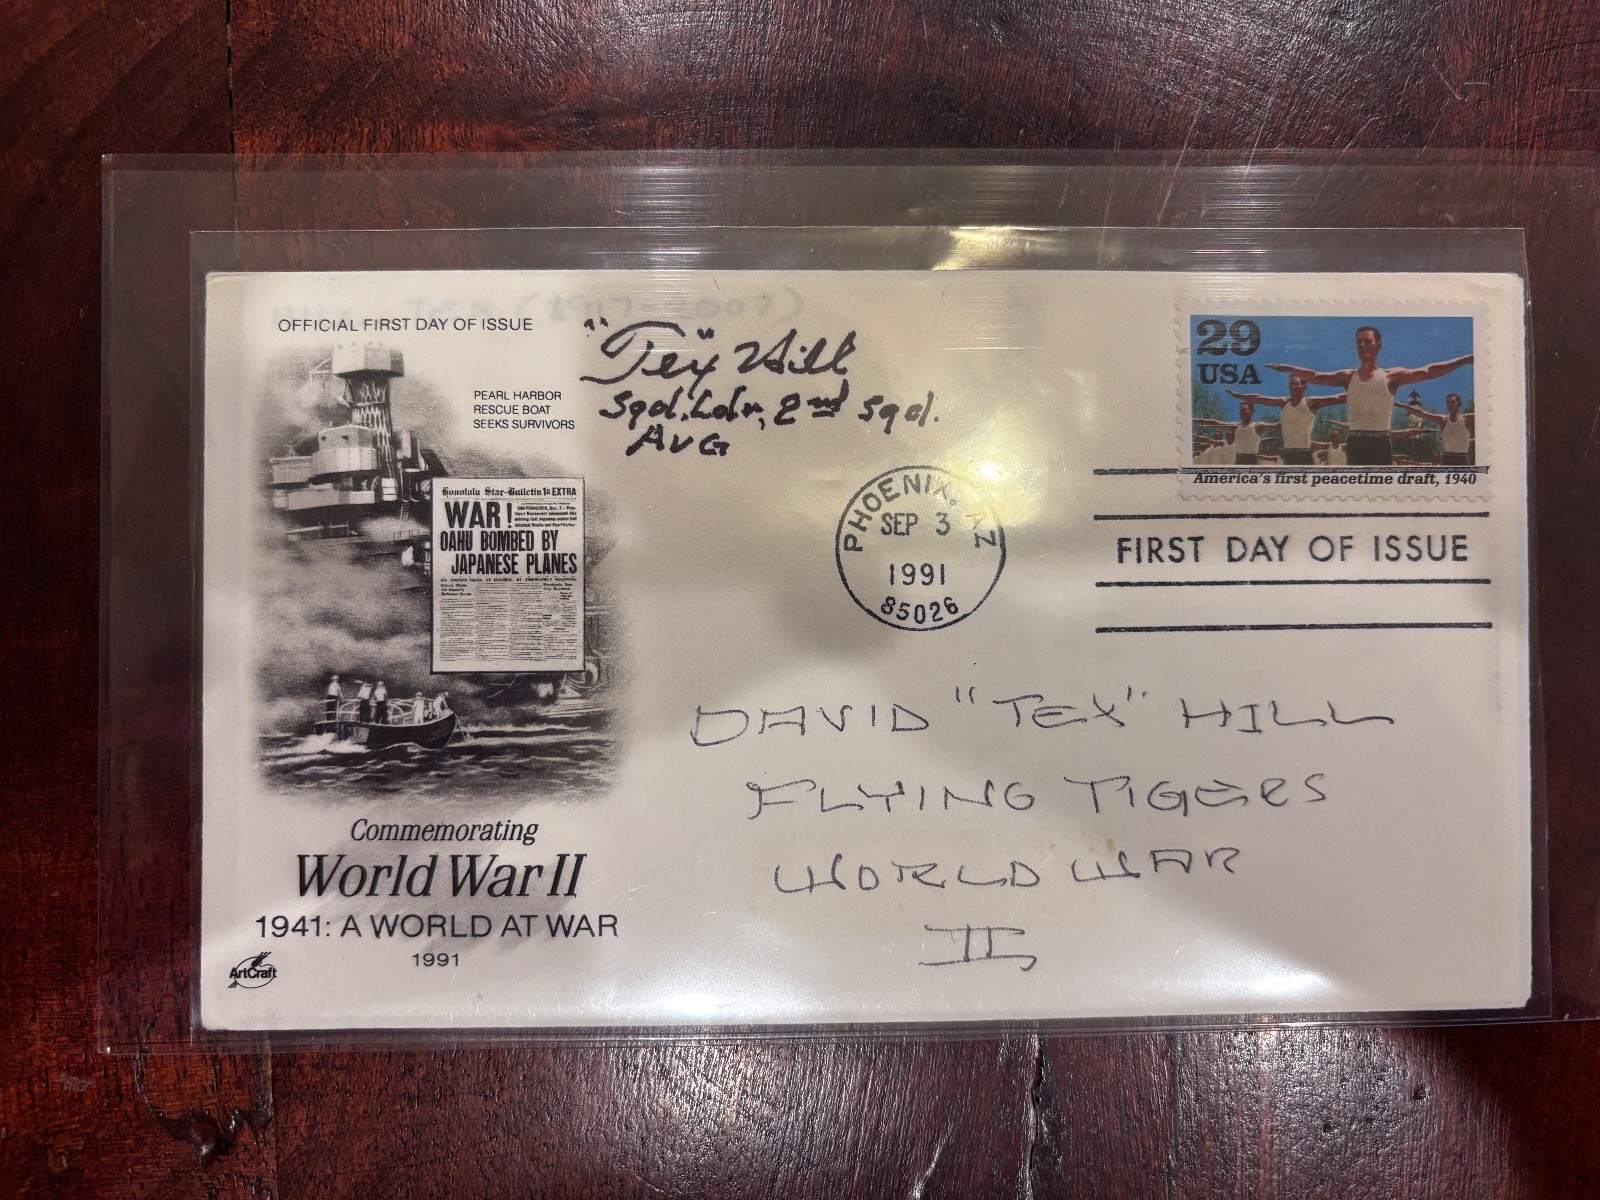 OFFICIAL FIRST DAY OF ISSUE
PEARL HARBOR
RESCUE BOAT
SEEKS SURVIVORS
Honolulu Star-Bulletin 1st EXTRA
WAR!
OAHU BOMBED BY
JAPANESE PLANES
Commemorating
World War II
1941: A WORLD AT WAR
1991
ArtCraft
"Tex" Hill
Sqd. Ldr, 2nd Sqd.
AVG
PHOENIX, AZ
SEP 3
1991
85026
29
USA
America's first peacetime draft, 1940
FIRST DAY OF ISSUE
DAVID "TEX" HILL
FLYING TIGERS
WORLD WAR
II